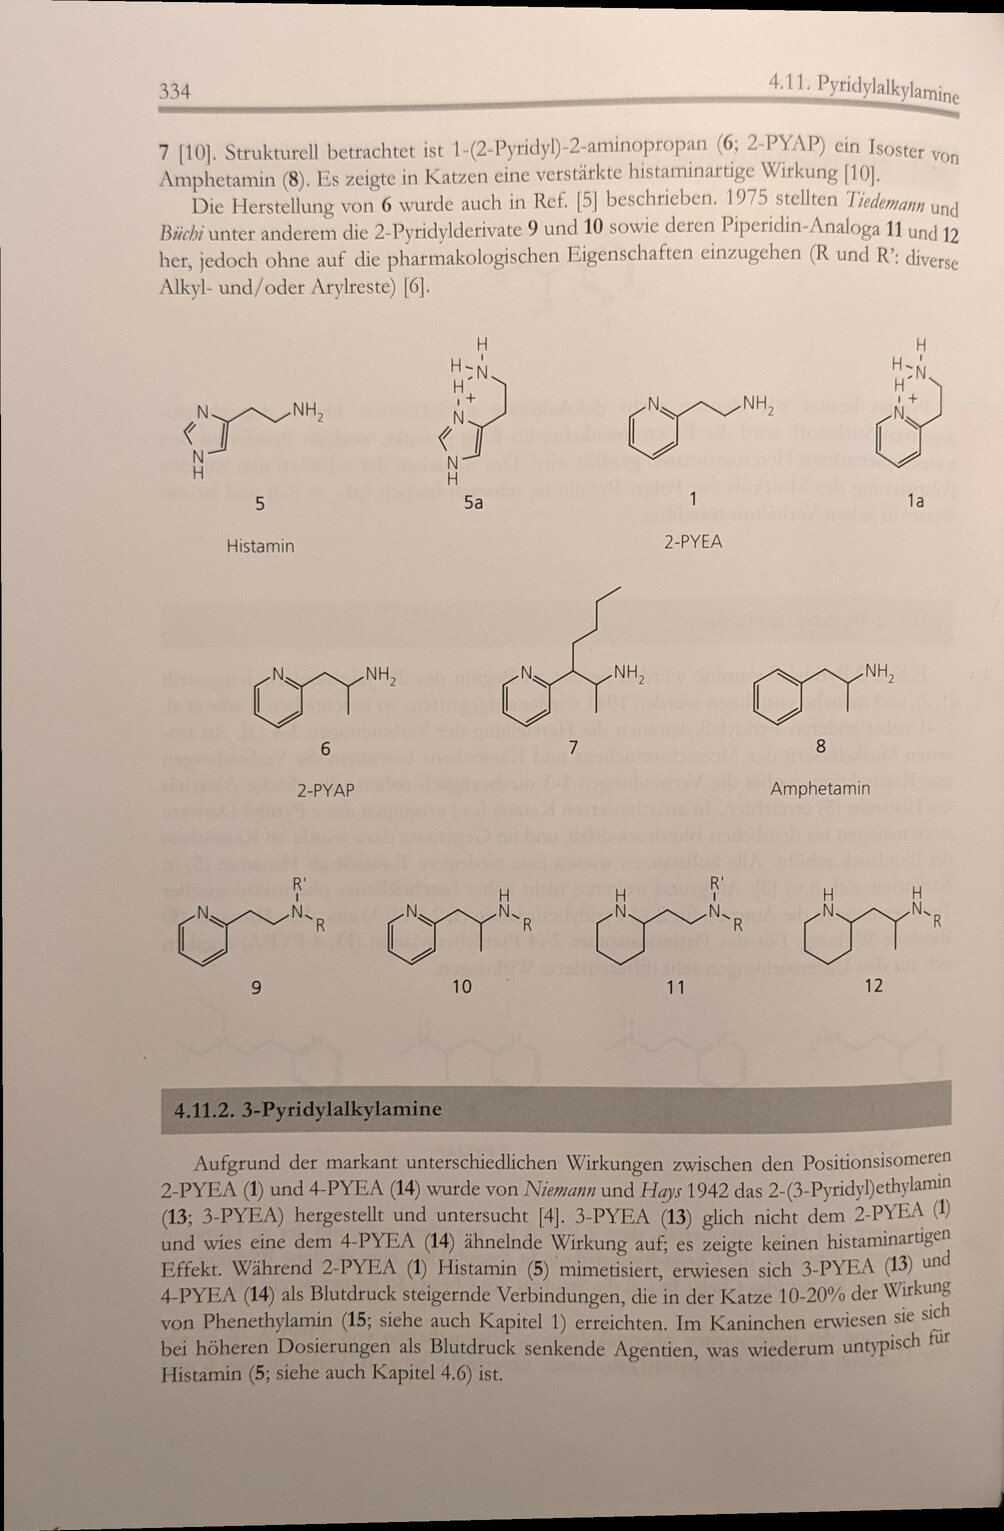 334
4.11. Pyridylalkylamine
7 [10]. Strukturell betrachtet ist 1-(2-Pyridyl)-2-aminopropan (6; 2-PYAP) ein Isoster von
Amphetamin (8). Es zeigte in Katzen eine verstärkte histaminartige Wirkung [10].
Die Herstellung von 6 wurde auch in Ref. [5] beschrieben. 1975 stellten Tiedemann und
Büchi unter anderem die 2-Pyridylderivate 9 und 10 sowie deren Piperidin-Analoga 11 und 12
her, jedoch ohne auf die pharmakologischen Eigenschaften einzugehen (R und R’: diverse
Alkyl- und/oder Arylreste) [6].
H
H N
H
+
N
N
H
N
NH2
N
H
N
NH2
H
H N
H
+
N
5
5a
1
1a
Histamin
2-PYEA
N
NH2
N
NH2
NH2
6
7
8
2-PYAP
Amphetamin
N
R'
N
R
N
H
N
R
H
N
R'
N
R
H
N
H
N
R
9
10
11
12
4.11.2. 3-Pyridylalkylamine
Aufgrund der markant unterschiedlichen Wirkungen zwischen den Positionsisomeren
2-PYEA (1) und 4-PYEA (14) wurde von Niemann und Hays 1942 das 2-(3-Pyridyl)ethylamin
(13; 3-PYEA) hergestellt und untersucht [4]. 3-PYEA (13) glich nicht dem 2-PYEA (1)
und wies eine dem 4-PYEA (14) ähnelnde Wirkung auf; es zeigte keinen histaminartigen
Effekt. Während 2-PYEA (1) Histamin (5) mimetisiert, erwiesen sich 3-PYEA (13) und
4-PYEA (14) als Blutdruck steigernde Verbindungen, die in der Katze 10-20% der Wirkung
von Phenethylamin (15; siehe auch Kapitel 1) erreichten. Im Kaninchen erwiesen sie sich
bei höheren Dosierungen als Blutdruck senkende Agentien, was wiederum untypisch für
Histamin (5; siehe auch Kapitel 4.6) ist.